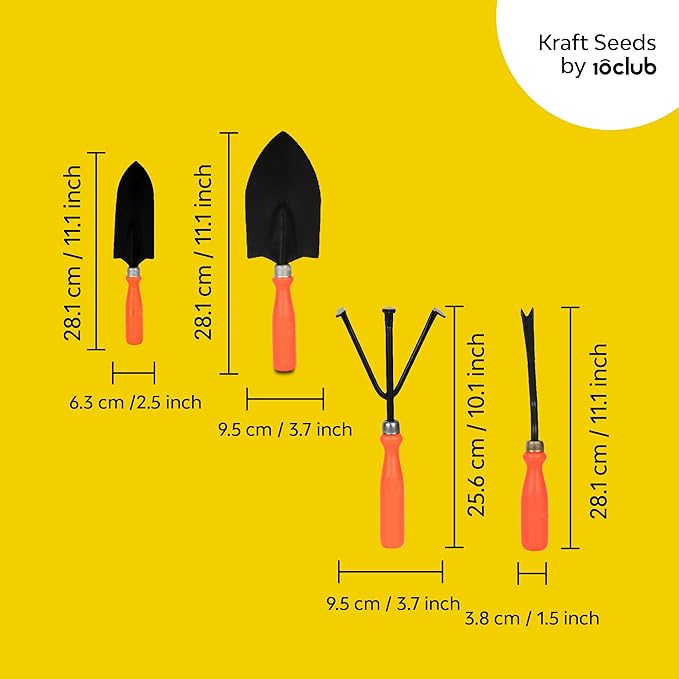 Kraft Seeds
by 10club
28.1 cm / 11.1 inch
28.1 cm / 11.1 inch
6.3 cm /2.5 inch
9.5 cm / 3.7 inch
25.6 cm / 10.1 inch
28.1 cm / 11.1 inch
9.5 cm / 3.7 inch
3.8 cm / 1.5 inch